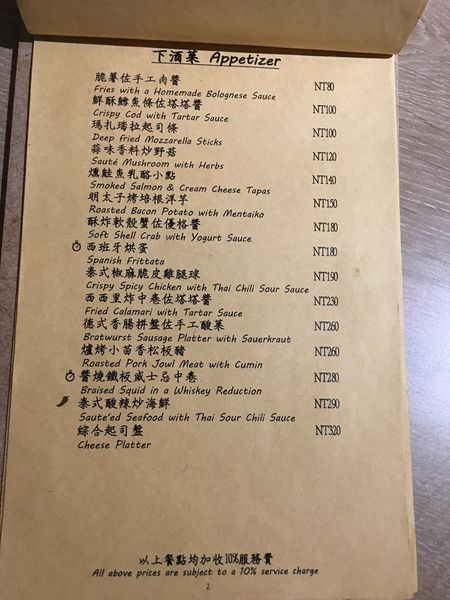 下酒菜 Appetizer
脆薯佐手工肉醬 NT80
Fries with a Homemade Bolognese Sauce
鮮酥鱈魚條佐塔塔醬 NT100
Crispy Cod with Tartar Sauce
瑪扎瑞拉起司條 NT100
Deep fried Mozzarella Sticks
蒜味香料炒野菇 NT120
Sauté Mushroom with Herbs
燻鮭魚乳酪小點 NT140
Smoked Salmon & Cream Cheese Tapas
明太子烤培根洋芋 NT150
Roasted Bacon Potato with Mentaiko
酥炸軟殼蟹佐優格醬 NT180
Soft Shell Crab with Yogurt Sauce
西班牙烘蛋 NT180
Spanish Frittata
泰式椒麻脆皮雞腿球 NT190
Crispy Spicy Chicken with Thai Chili Sour Sauce
西西里炸中卷佐塔塔醬 NT230
Fried Calamari with Tartar Sauce
德式香腸拼盤佐手工酸菜 NT260
Bratwurst Sausage Platter with Sauerkraut
爐烤小茴香松板豬 NT260
Roasted Pork Jowl Meat with Cumin
醬燒鐵板威士忌中卷 NT280
Braised Squid in a Whiskey Reduction
泰式酸辣炒海鮮 NT290
Saute'ed Seafood with Thai Sour Chili Sauce
綜合起司盤 NT320
Cheese Platter
以上餐點均加收10%服務費
All above prices are subject to a 10% service charge
2